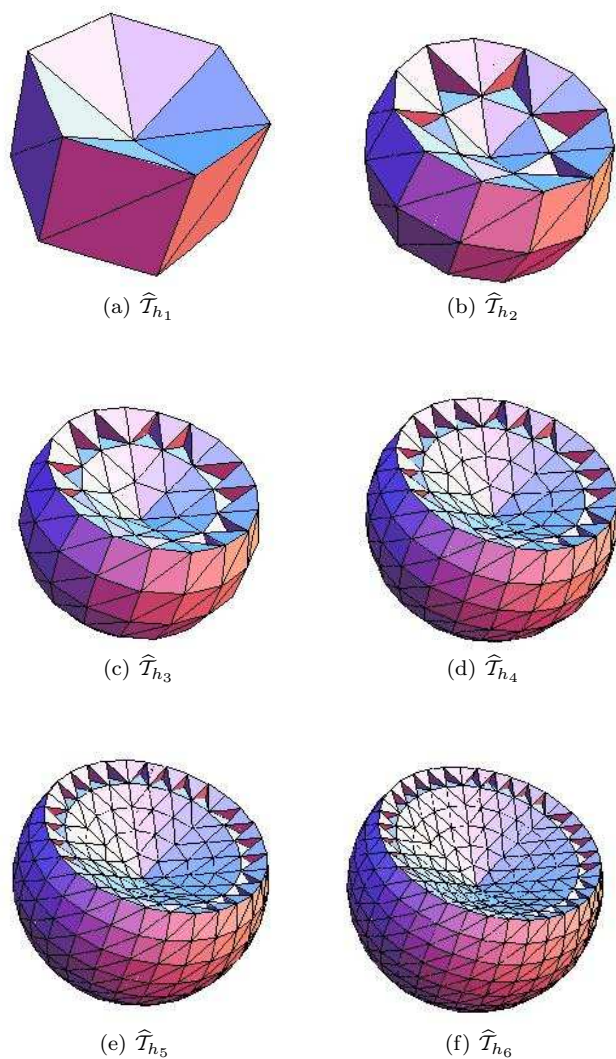 (a) $\widehat{\mathcal{T}}_{h_1}$
(b) $\widehat{\mathcal{T}}_{h_2}$
(c) $\widehat{\mathcal{T}}_{h_3}$
(d) $\widehat{\mathcal{T}}_{h_4}$
(e) $\widehat{\mathcal{T}}_{h_5}$
(f) $\widehat{\mathcal{T}}_{h_6}$